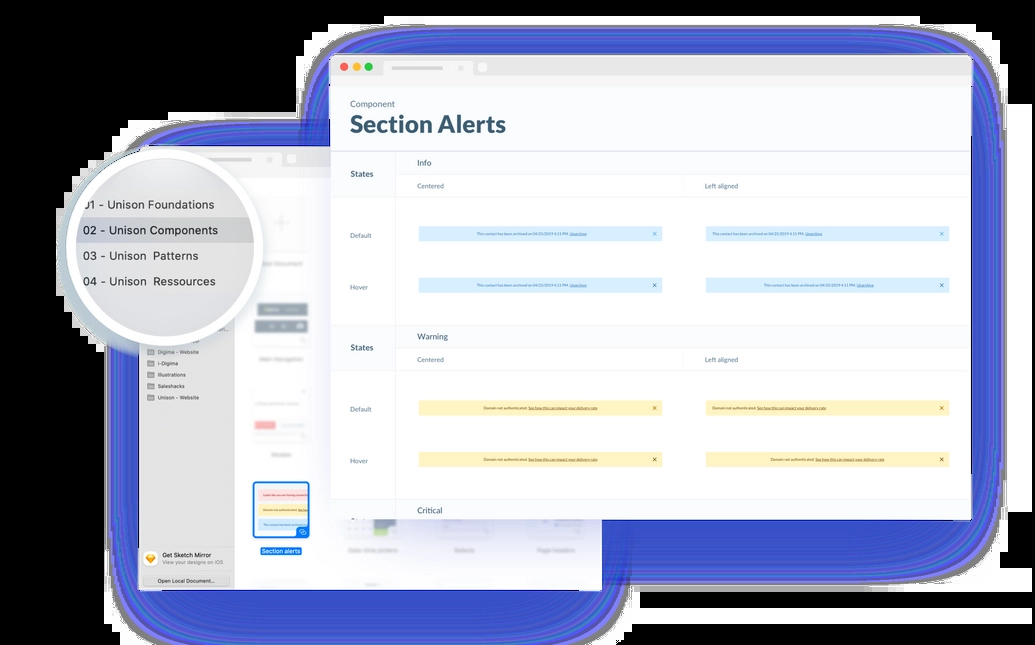 Component
Section Alerts
States
Info
Centered
Left aligned
Default
This contact has been archived on 04/23/2019 4:11 PM. Unarchive
This contact has been archived on 04/23/2019 4:11 PM. Unarchive
Hover
This contact has been archived on 04/23/2019 4:11 PM. Unarchive
This contact has been archived on 04/23/2019 4:11 PM. Unarchive
States
Warning
Centered
Left aligned
Default
Domain not authenticated. See how this can impact your delivery rate
Domain not authenticated. See how this can impact your delivery rate
Hover
Domain not authenticated. See how this can impact your delivery rate
Domain not authenticated. See how this can impact your delivery rate
Critical
01 - Unison Foundations
02 - Unison Components
03 - Unison Patterns
04 - Unison Ressources
Digima - Website
i-Digima
Illustrations
Saleshacks
Unison - Website
Section alerts
Get Sketch Mirror
View your designs on iOS
Open Local Document...
Selects
Page headers